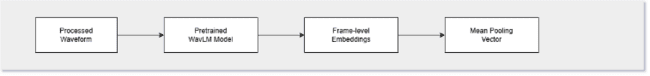 Processed
Waveform
Pretrained
WavLM Model
Frame-level
Embeddings
Mean Pooling
Vector